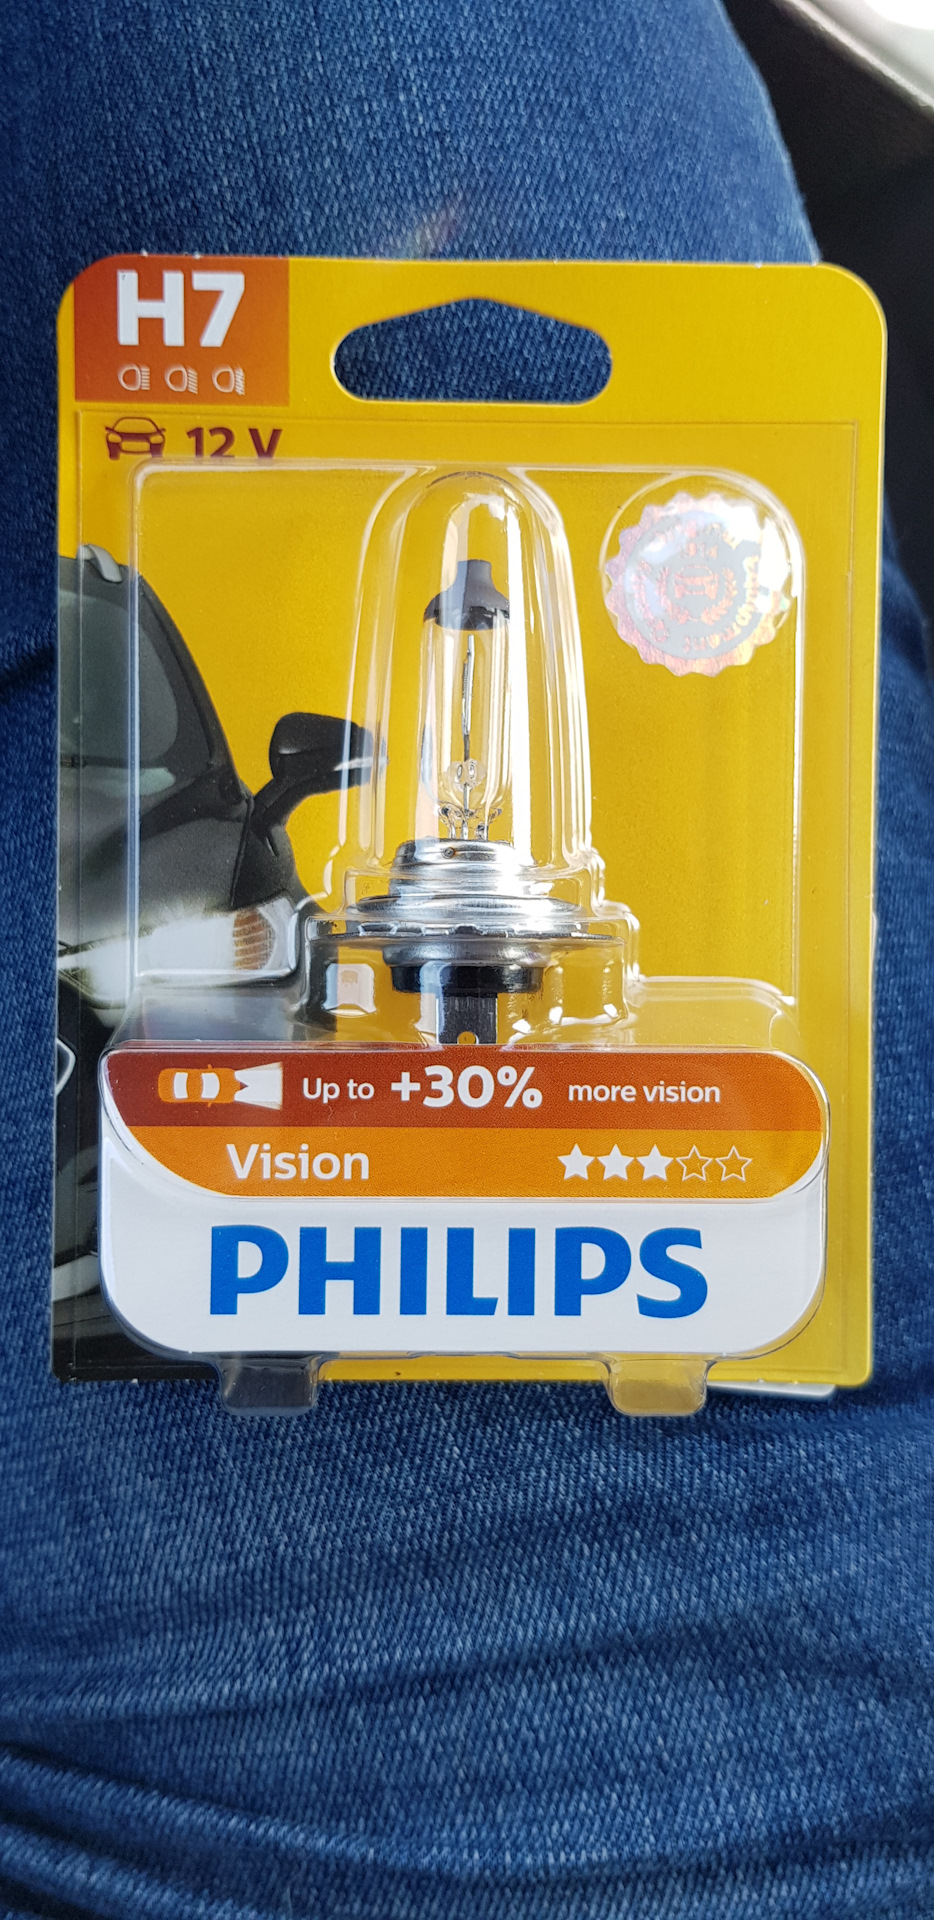 H7
12 V
Up to +30% more vision
Vision
PHILIPS